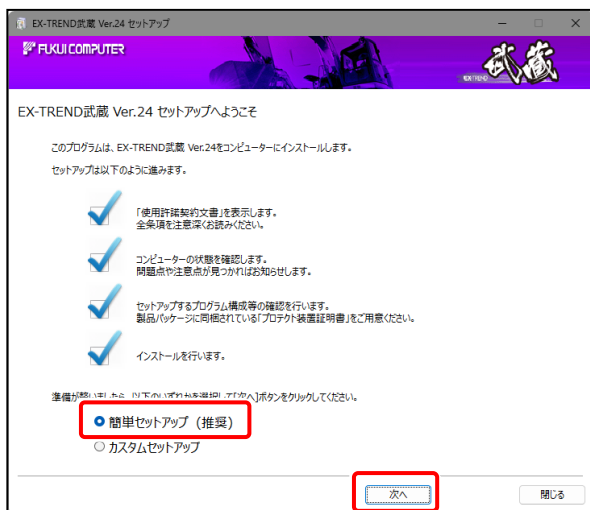 EX-TREND武蔵 Ver.24 セットアップ
FUKUI COMPUTER
EX-TREND 武蔵
EX-TREND武蔵 Ver.24 セットアップへようこそ
このプログラムは、EX-TREND武蔵 Ver.24をコンピューターにインストールします。
セットアップは以下のように進みます。
「使用許諾契約文書」を表示します。
全条項を注意深くお読みください。
コンピューターの状態を確認します。
問題点や注意点が見つかればお知らせします。
セットアップするプログラム構成等の確認を行います。
製品パッケージに同梱されている「プロテクト装置証明書」をご用意ください。
インストールを行います。
準備が整いましたら、以下のいずれかを選択して[次へ]ボタンをクリックしてください。
簡単セットアップ（推奨）
カスタムセットアップ
次へ
閉じる